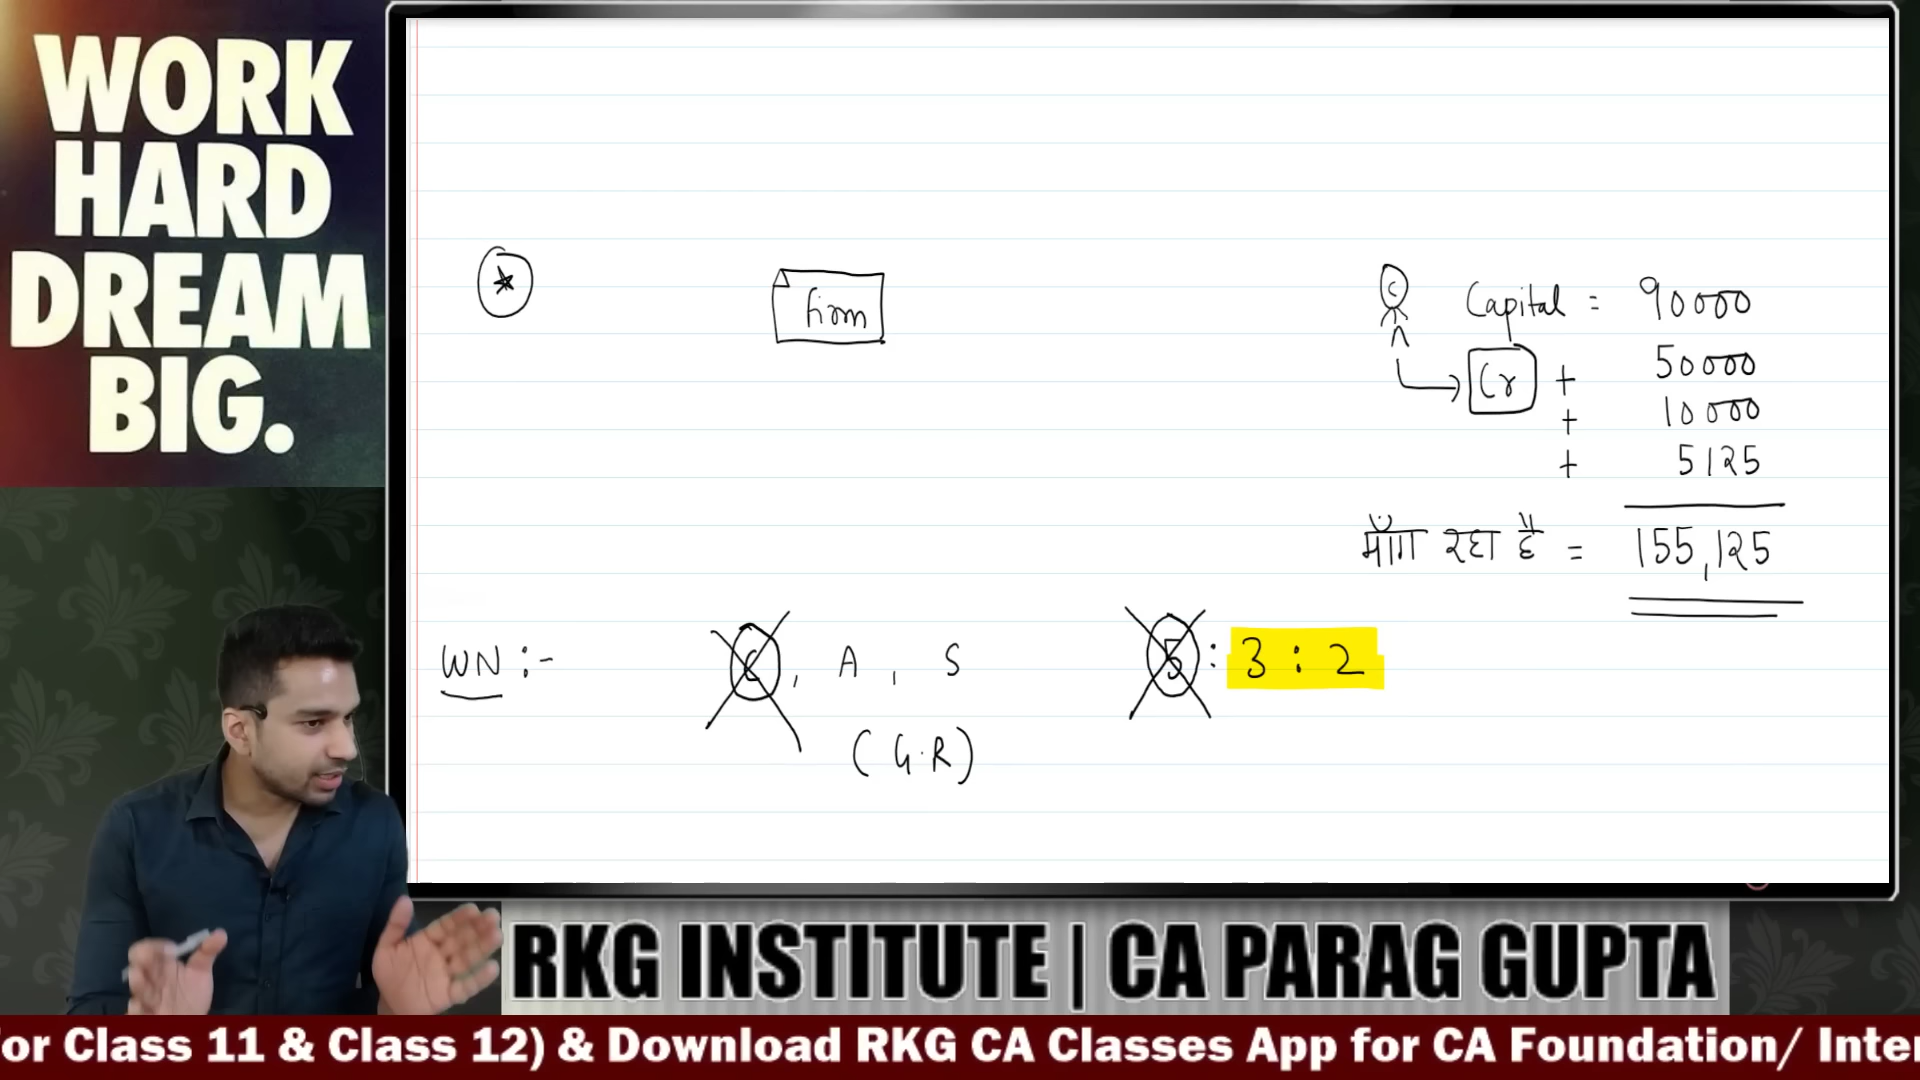 WORK
HARD
DREAM
BIG.
firm
C Capital = 90000
Cr + 50000
+ 10000
+ 5125
माँग रहा है = 155,125
WN :- C, A, S 5 : 3 : 2
(G.R)
RKG INSTITUTE | CA PARAG GUPTA
or Class 11 & Class 12) & Download RKG CA Classes App for CA Foundation/ Inte